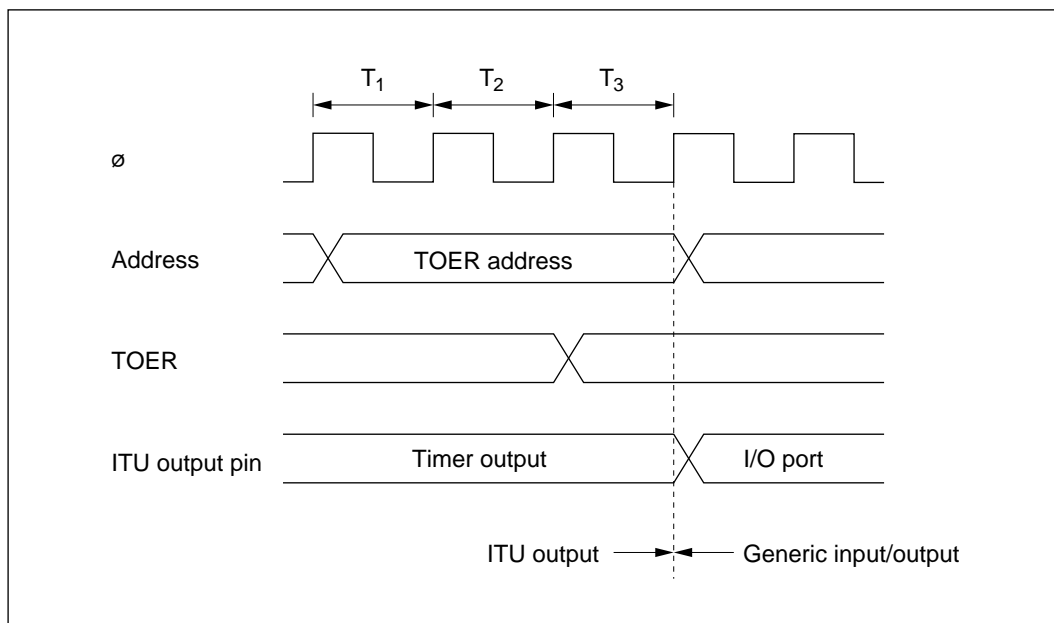 T1 T2 T3
ø
Address TOER address
TOER
ITU output pin Timer output I/O port
ITU output Generic input/output